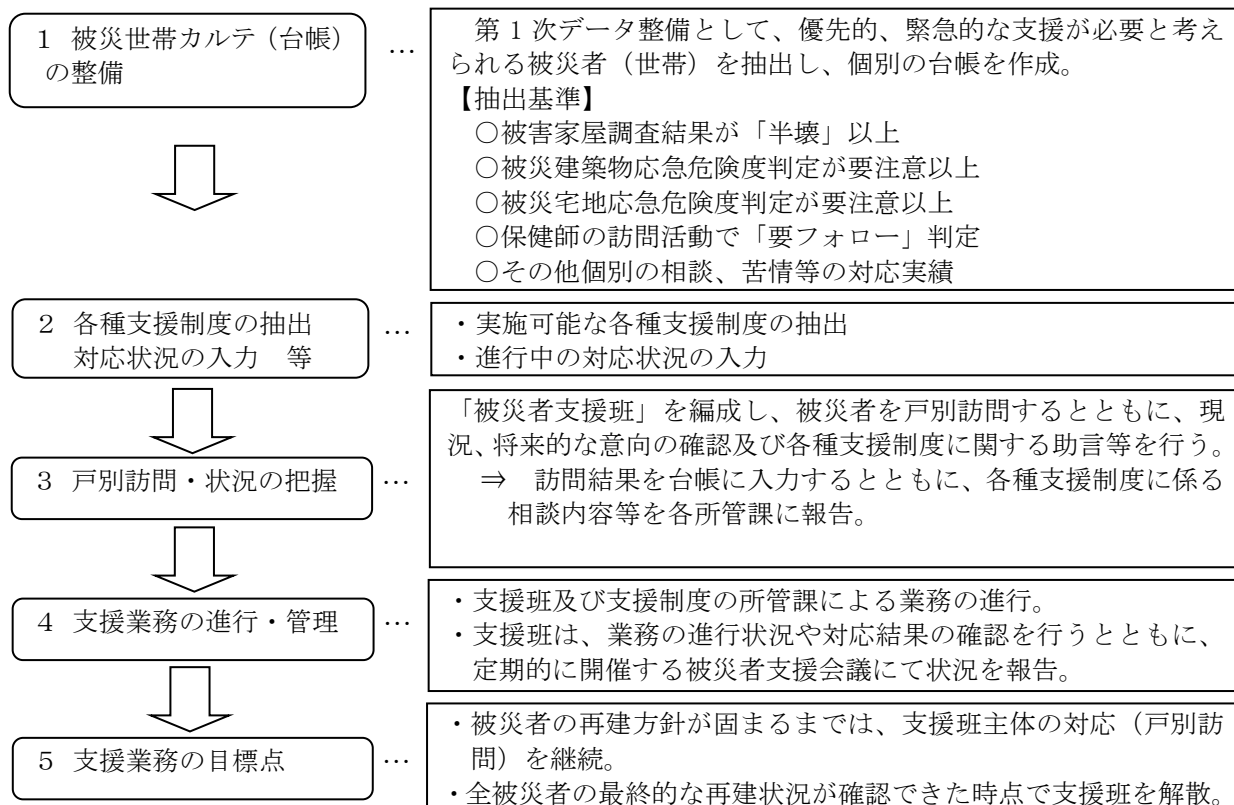 1 被災世帯カルテ（台帳）
の整備
…
第 1 次データ整備として、優先的、緊急的な支援が必要と考え
られる被災者（世帯）を抽出し、個別の台帳を作成。
【抽出基準】
○被害家屋調査結果が「半壊」以上
○被災建築物応急危険度判定が要注意以上
○被災宅地応急危険度判定が要注意以上
○保健師の訪問活動で「要フォロー」判定
○その他個別の相談、苦情等の対応実績
2 各種支援制度の抽出
対応状況の入力　等
…
・実施可能な各種支援制度の抽出
・進行中の対応状況の入力
3 戸別訪問・状況の把握
…
「被災者支援班」を編成し、被災者を戸別訪問するとともに、現
況、将来的な意向の確認及び各種支援制度に関する助言等を行う。
⇒　訪問結果を台帳に入力するとともに、各種支援制度に係る
相談内容等を各所管課に報告。
4 支援業務の進行・管理
…
・支援班及び支援制度の所管課による業務の進行。
・支援班は、業務の進行状況や対応結果の確認を行うとともに、
定期的に開催する被災者支援会議にて状況を報告。
5 支援業務の目標点
…
・被災者の再建方針が固まるまでは、支援班主体の対応（戸別訪
問）を継続。
・全被災者の最終的な再建状況が確認できた時点で支援班を解散。